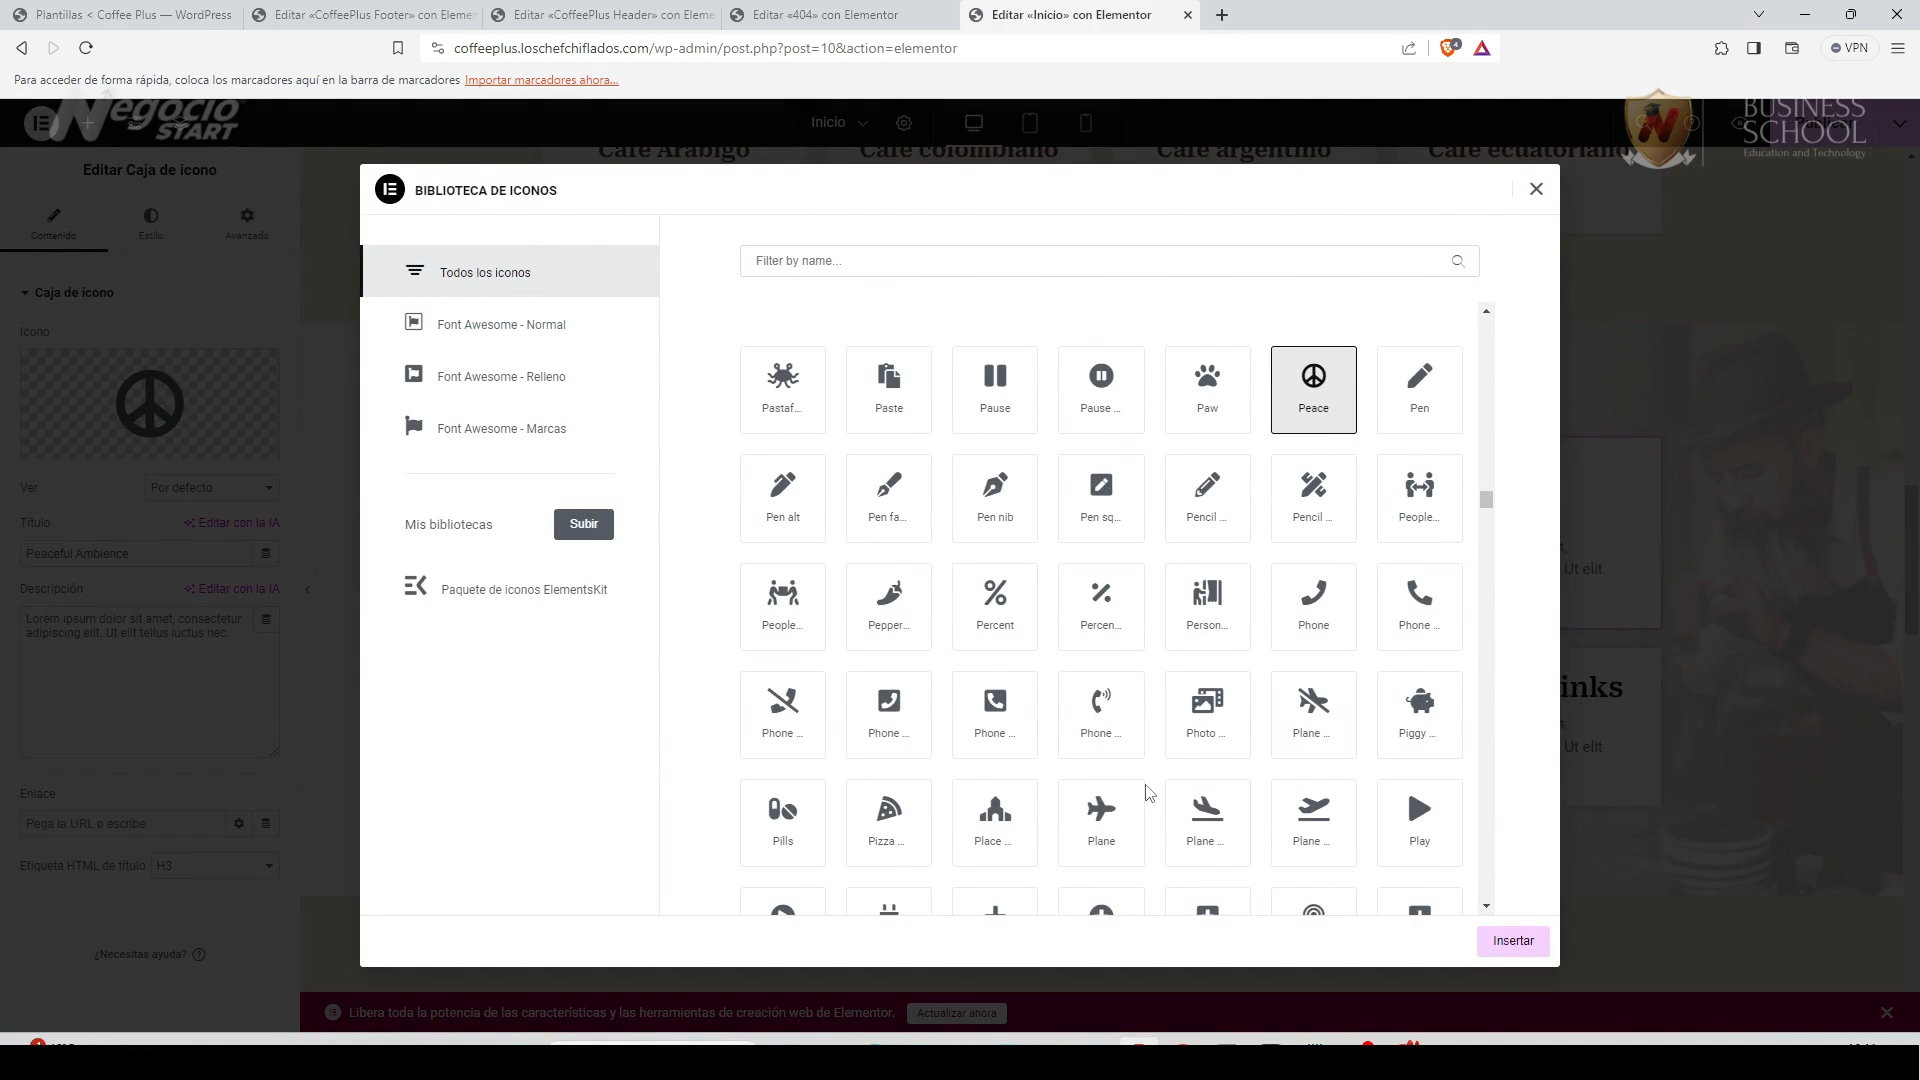 Plantillas < Coffee Plus — WordPress
Editar «CoffeePlus Footer» con Eleme
Editar «CoffeePlus Header» con Eleme
Editar «404» con Elementor
Editar «Inicio» con Elementor
coffeeplus.loschefchiflados.com/wp-admin/post.php?post=10&action=elementor
4
VPN
Para acceder de forma rápida, coloca los marcadores aquí en la barra de marcadores
Importar marcadores ahora...
Negocio
START
Inicio
BUSINESS
SCHOOL
Education and Technology
Editar Caja de icono
Café Arábigo
Café colombiano
Café argentino
Café ecuatoriano
BIBLIOTECA DE ICONOS
Contenido
Estilo
Avanzado
Todos los iconos
Filter by name...
Caja de icono
Icono
Font Awesome - Normal
Font Awesome - Relleno
Font Awesome - Marcas
Pastaf...
Paste
Pause
Pause ...
Paw
Peace
Pen
Ver
Por defecto
Título
Editar con la IA
Mis bibliotecas
Subir
Pen alt
Pen fa...
Pen nib
Pen sq...
Pencil ...
Pencil ...
People...
Peaceful Ambience
Descripción
Editar con la IA
Paquete de iconos ElementsKit
Ut elit
Lorem ipsum dolor sit amet, consectetur
adipiscing elit. Ut elit tellus luctus nec.
People...
Pepper...
Percent
Percen...
Person...
Phone
Phone ...
inks
Phone ...
Phone ...
Phone ...
Phone ...
Photo ...
Plane ...
Piggy ...
Ut elit
Enlace
Pega la URL o escribe
Pills
Pizza ...
Place ...
Plane
Plane ...
Plane ...
Play
Etiqueta HTML de título
H3
¿Necesitas ayuda?
Insertar
Libera toda la potencia de las características y las herramientas de creación web de Elementor.
Actualizar ahora